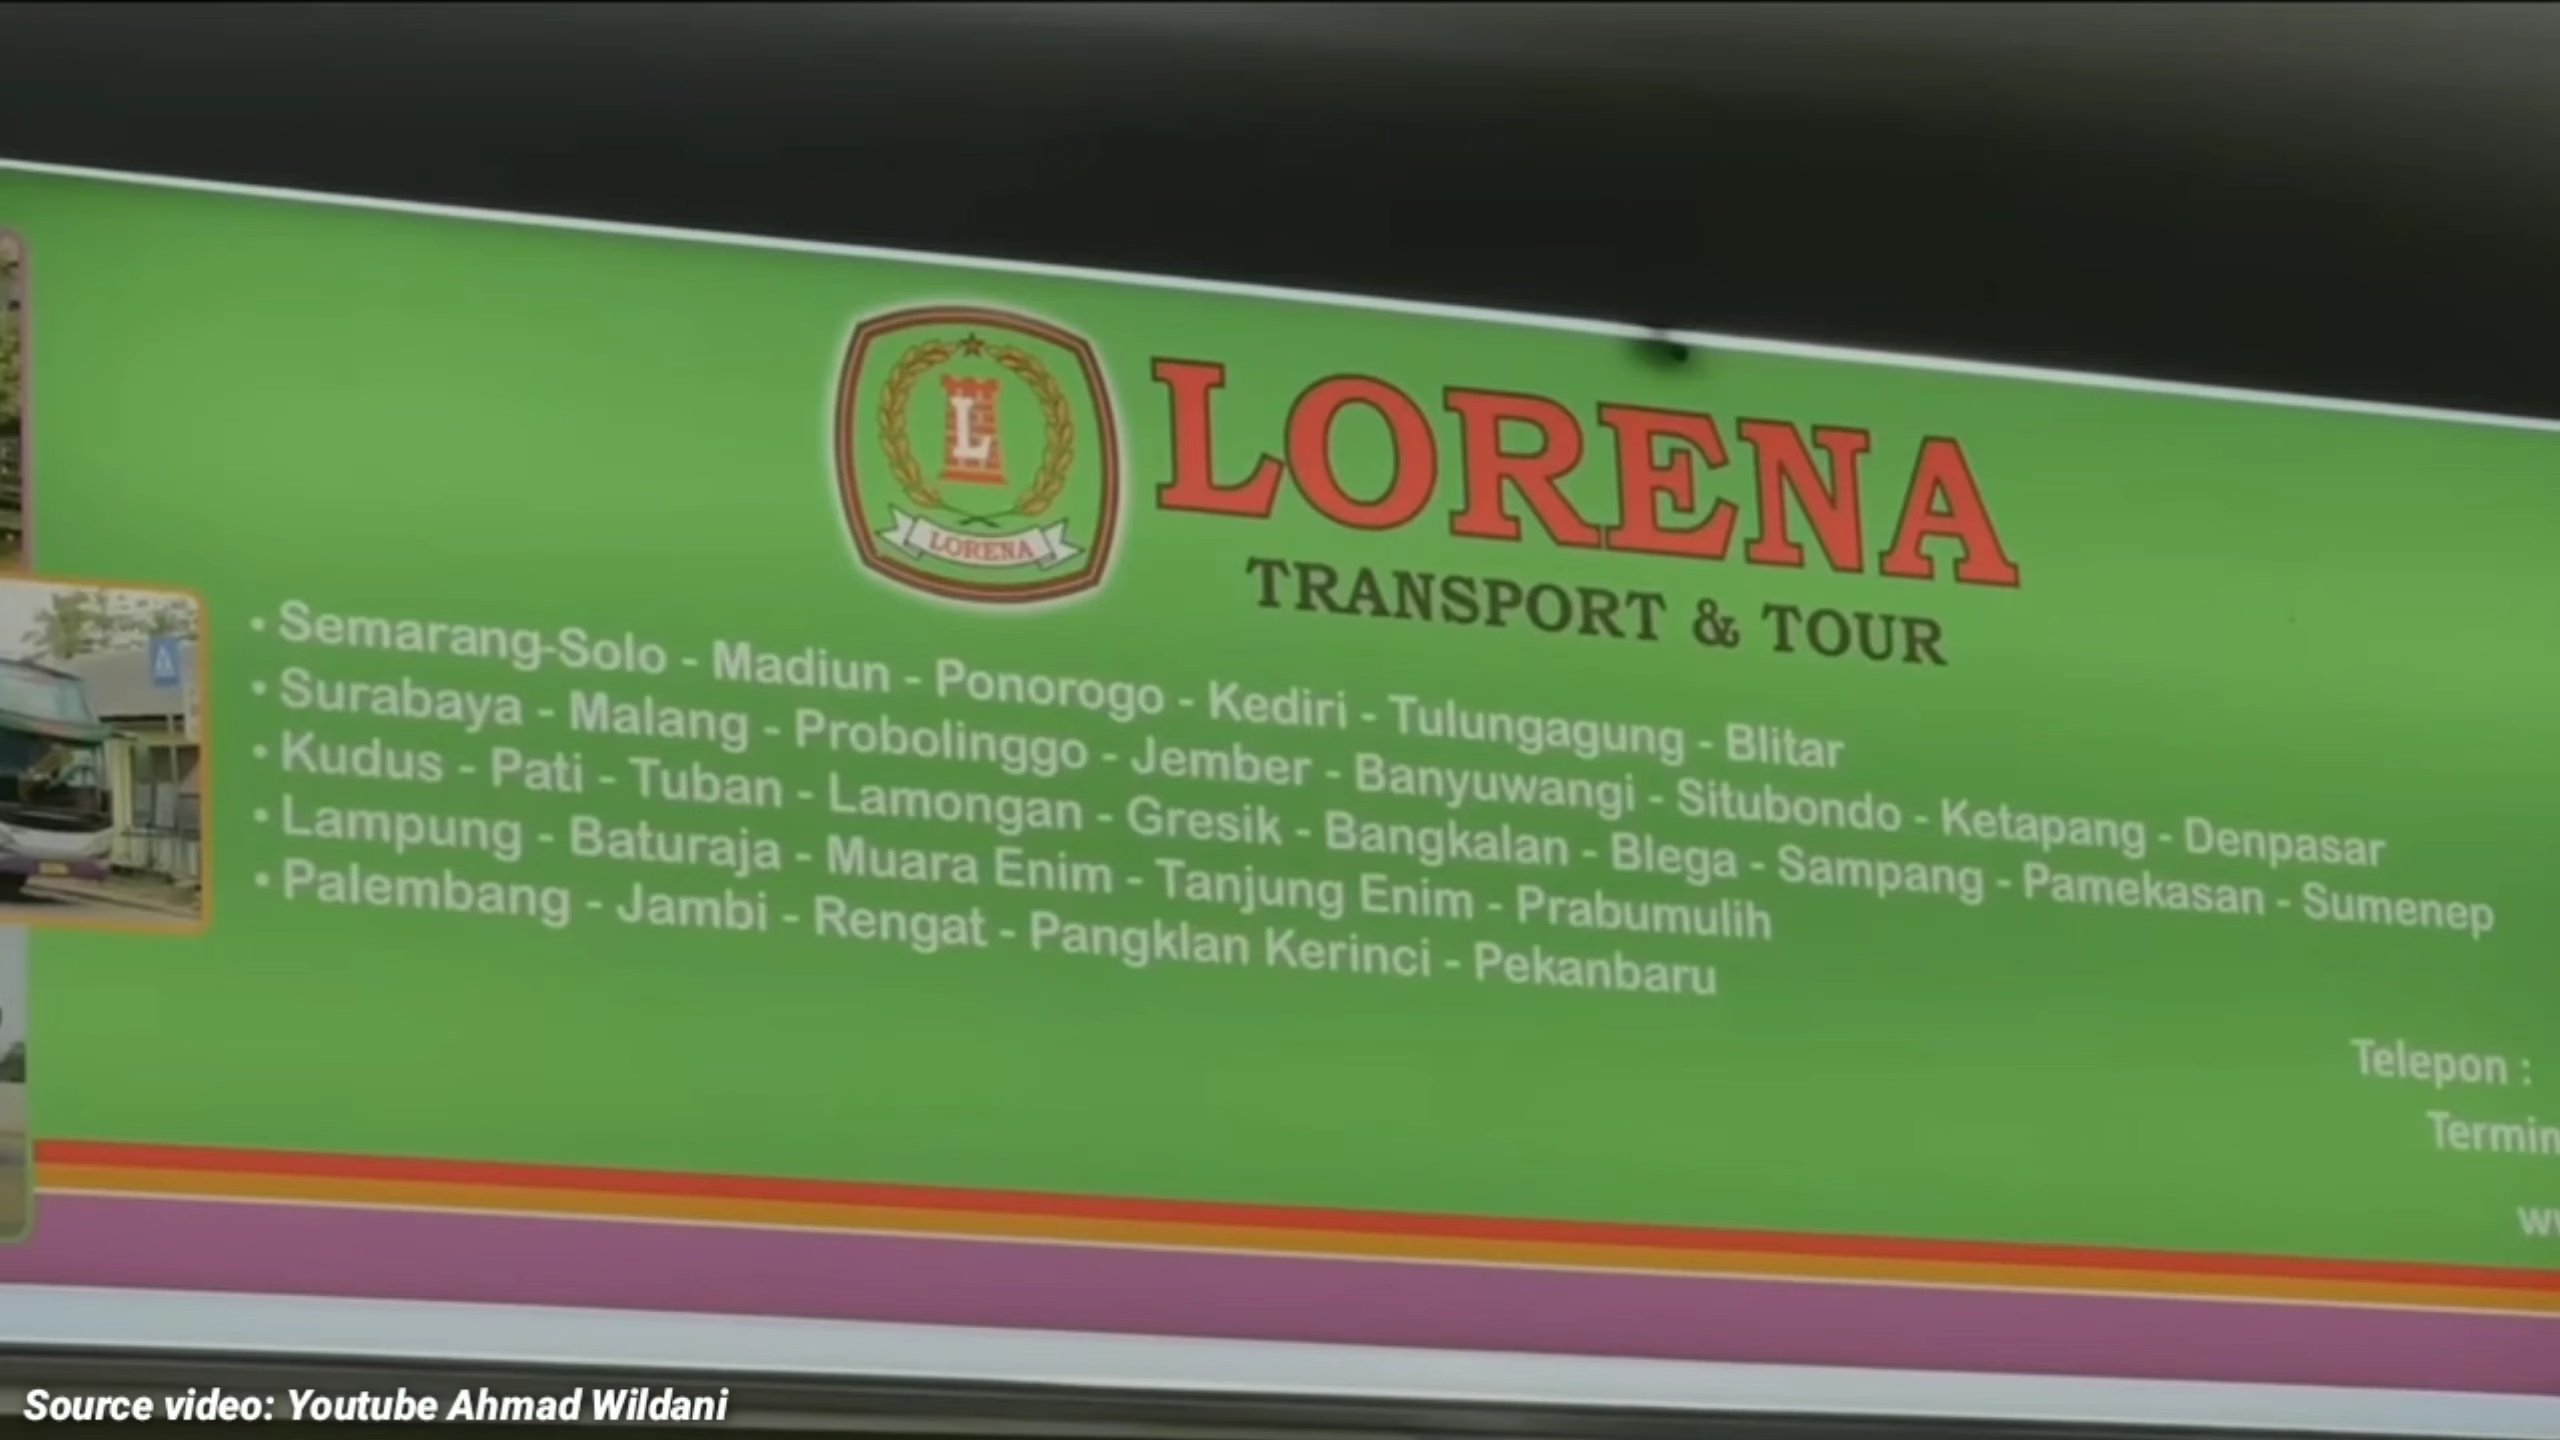 LORENA
LORENA
TRANSPORT & TOUR
• Semarang-Solo - Madiun - Ponorogo - Kediri - Tulungagung - Blitar
• Surabaya - Malang - Probolinggo - Jember - Banyuwangi - Situbondo - Ketapang - Denpasar
• Kudus - Pati - Tuban - Lamongan - Gresik - Bangkalan - Blega - Sampang - Pamekasan - Sumenep
• Lampung - Baturaja - Muara Enim - Tanjung Enim - Prabumulih
• Palembang - Jambi - Rengat - Pangklan Kerinci - Pekanbaru
Telepon :
Termin
Source video: Youtube Ahmad Wildani